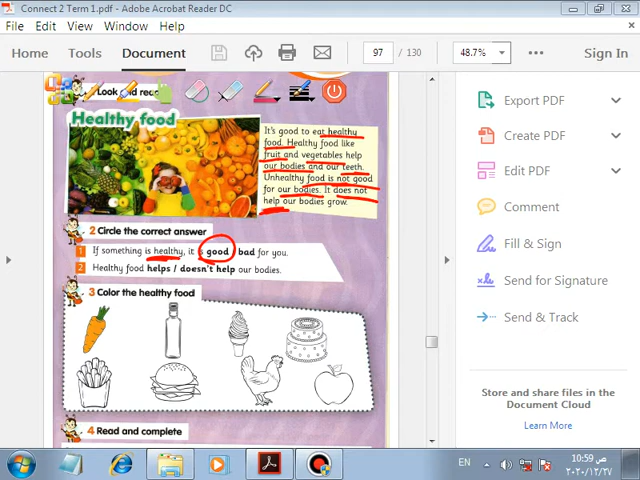 Connect 2 Term 1.pdf - Adobe Acrobat Reader DC
File Edit View Window Help
Home Tools Document
97 / 130
48.7%
Sign In
Look and read
Healthy food
It's good to eat healthy
food. Healthy food like
fruit and vegetables help
our bodies and our teeth.
Unhealthy food is not good
for our bodies. It does not
help our bodies grow.
2 Circle the correct answer
1 If something is healthy, it is good / bad for you.
2 Healthy food helps / doesn't help our bodies.
3 Color the healthy food
4 Read and complete
Export PDF
Create PDF
Edit PDF
Comment
Fill & Sign
Send for Signature
Send & Track
Store and share files in the
Document Cloud
Learn More
EN
10:59 ص
٢٠٢٠/١٢/٢٧